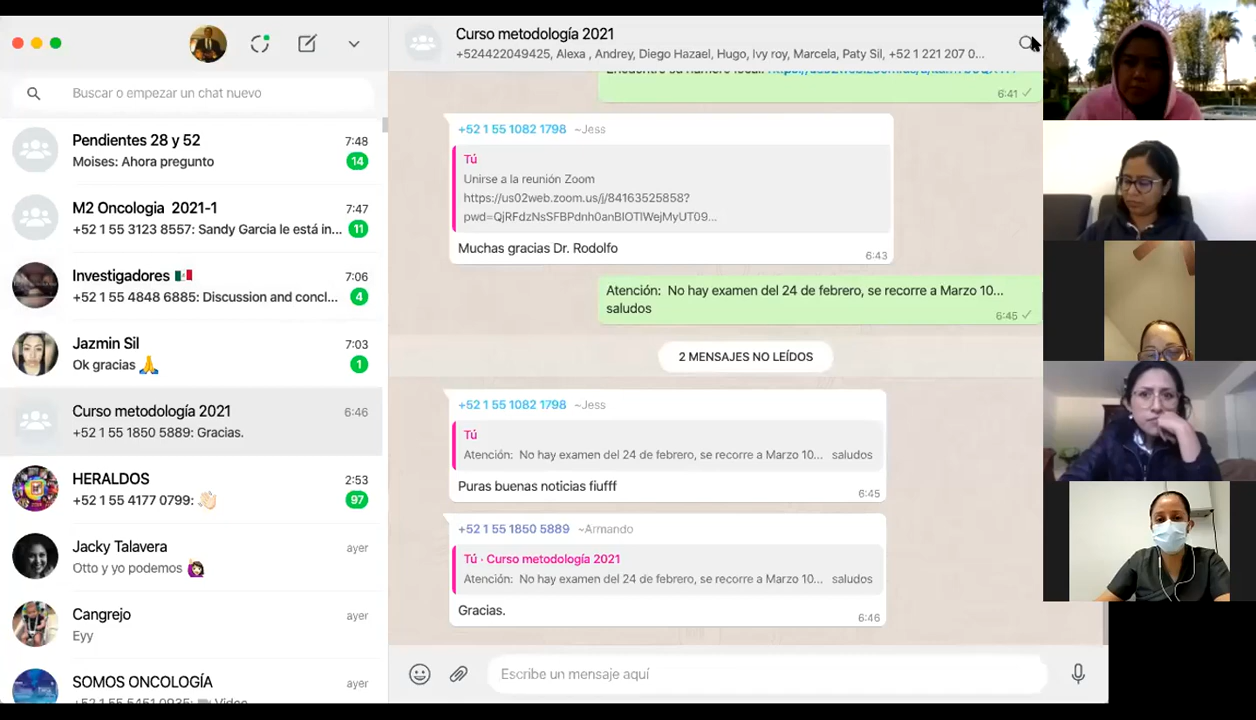 Buscar o empezar un chat nuevo
Pendientes 28 y 52
7:48
Moises: Ahora pregunto
14
M2 Oncologia 2021-1
7:47
+52 1 55 3123 8557: Sandy Garcia le está in...
11
Investigadores 🇲🇽
7:06
+52 1 55 4848 6885: Discussion and concl...
4
Jazmin Sil
7:03
Ok gracias 🙏
1
Curso metodología 2021
6:46
+52 1 55 1850 5889: Gracias.
HERALDOS
2:53
+52 1 55 4177 0799: 👋🏻
97
Jacky Talavera
ayer
Otto y yo podemos 🙋🏻‍♀️
Cangrejo
ayer
Eyy
SOMOS ONCOLOGÍA
ayer
+52 1 55 5451 0935: Video
Curso metodología 2021
+524422049425, Alexa , Andrey, Diego Hazael, Hugo, Ivy roy, Marcela, Paty Sil, +52 1 221 207 0...
6:41
+52 1 55 1082 1798 ~Jess
Tú
Unirse a la reunión Zoom
https://us02web.zoom.us/j/84163525858?
pwd=QjRFdzNsSFBPdnh0anBIOTlWejMyUT09...
Muchas gracias Dr. Rodolfo
6:43
Atención: No hay examen del 24 de febrero, se recorre a Marzo 10...
saludos
6:45
2 MENSAJES NO LEÍDOS
+52 1 55 1082 1798 ~Jess
Tú
Atención: No hay examen del 24 de febrero, se recorre a Marzo 10... saludos
Puras buenas noticias fiufff
6:45
+52 1 55 1850 5889 ~Armando
Tú · Curso metodología 2021
Atención: No hay examen del 24 de febrero, se recorre a Marzo 10... saludos
Gracias.
6:46
Escribe un mensaje aquí